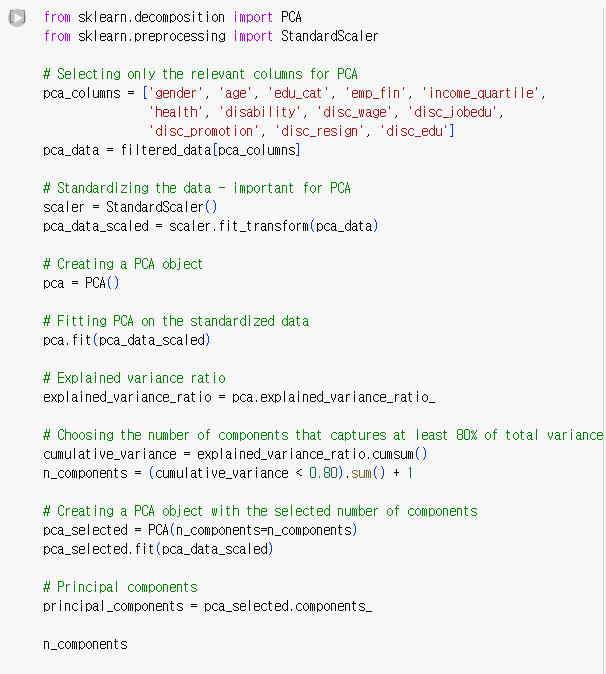 from sklearn.decomposition import PCA
from sklearn.preprocessing import StandardScaler
# Selecting only the relevant columns for PCA
pca_columns = ['gender', 'age', 'edu_cat', 'emp_fin', 'income_quartile',
'health', 'disability', 'disc_wage', 'disc_jobedu',
'disc_promotion', 'disc_resign', 'disc_edu']
pca_data = filtered_data[pca_columns]
# Standardizing the data - important for PCA
scaler = StandardScaler()
pca_data_scaled = scaler.fit_transform(pca_data)
# Creating a PCA object
pca = PCA()
# Fitting PCA on the standardized data
pca.fit(pca_data_scaled)
# Explained variance ratio
explained_variance_ratio = pca.explained_variance_ratio_
# Choosing the number of components that captures at least 80% of total variance
cumulative_variance = explained_variance_ratio.cumsum()
n_components = (cumulative_variance < 0.80).sum() + 1
# Creating a PCA object with the selected number of components
pca_selected = PCA(n_components=n_components)
pca_selected.fit(pca_data_scaled)
# Principal components
principal_components = pca_selected.components_
n_components